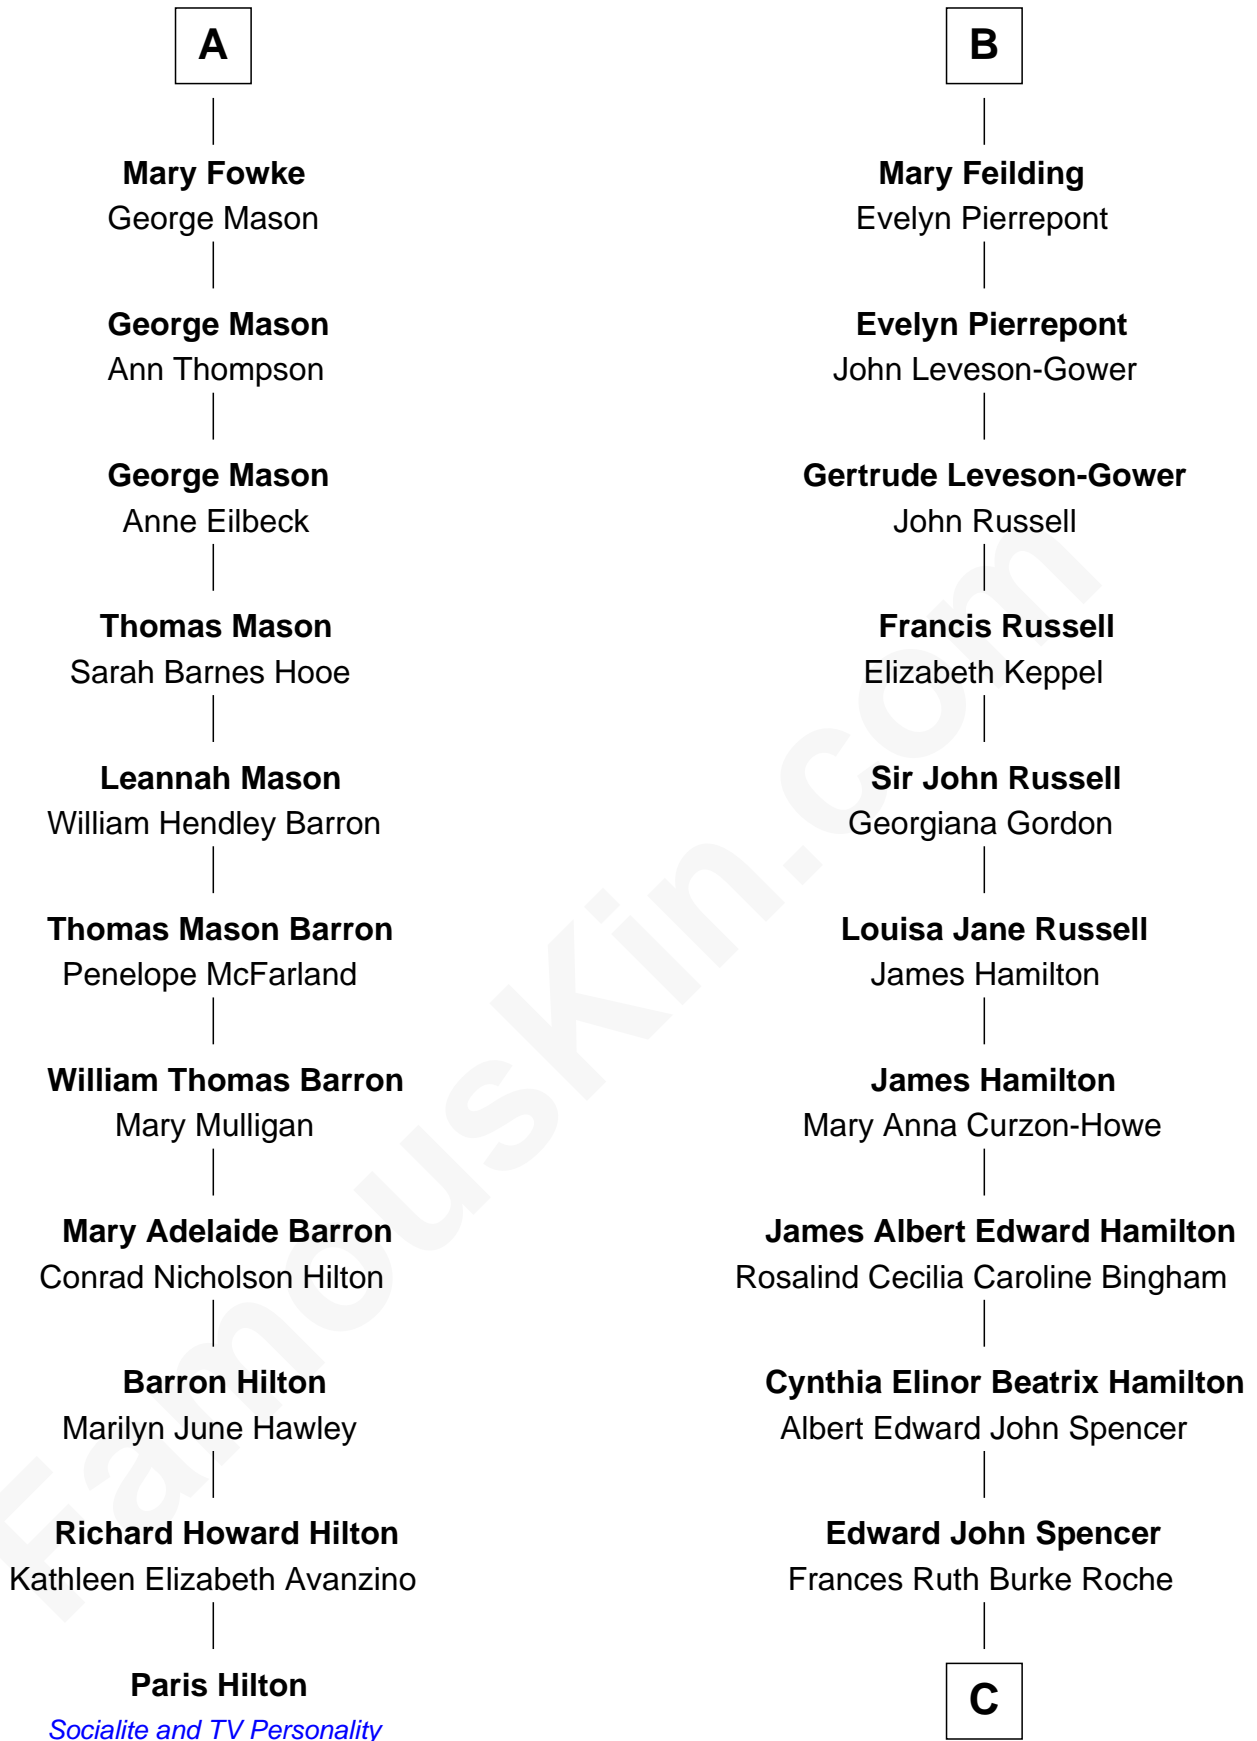 A
Mary Fowke
George Mason
George Mason
Ann Thompson
George Mason
Anne Eilbeck
Thomas Mason
Sarah Barnes Hooe
Leannah Mason
William Hendley Barron
Thomas Mason Barron
Penelope McFarland
William Thomas Barron
Mary Mulligan
Mary Adelaide Barron
Conrad Nicholson Hilton
Barron Hilton
Marilyn June Hawley
Richard Howard Hilton
Kathleen Elizabeth Avanzino
Paris Hilton
Socialite and TV Personality
B
Mary Feilding
Evelyn Pierrepont
Evelyn Pierrepont
John Leveson-Gower
Gertrude Leveson-Gower
John Russell
Francis Russell
Elizabeth Keppel
Sir John Russell
Georgiana Gordon
Louisa Jane Russell
James Hamilton
James Hamilton
Mary Anna Curzon-Howe
James Albert Edward Hamilton
Rosalind Cecilia Caroline Bingham
Cynthia Elinor Beatrix Hamilton
Albert Edward John Spencer
Edward John Spencer
Frances Ruth Burke Roche
C
FamousKin.com